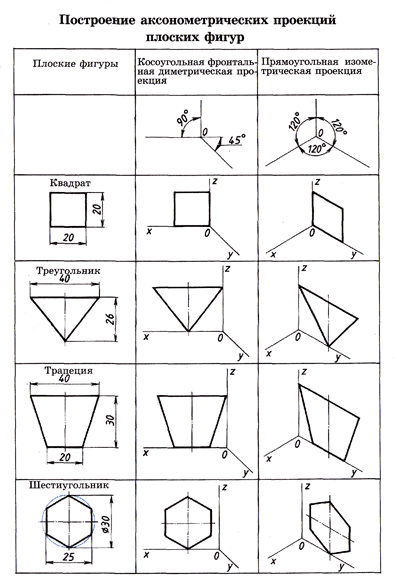 Построение аксонометрических проекций
плоских фигур
Плоские фигуры
Косоугольная фронталь-
ная диметрическая про-
екция
Прямоугольная изоме-
трическая проекция
90°
0
45°
120°
120°
0
120°
Квадрат
20
20
z
x
0
y
z
x
0
y
Треугольник
40
26
z
x
0
y
z
x
0
y
Трапеция
40
30
20
z
x
0
y
z
x
0
y
Шестиугольник
ø30
25
z
x
0
y
z
x
0
y